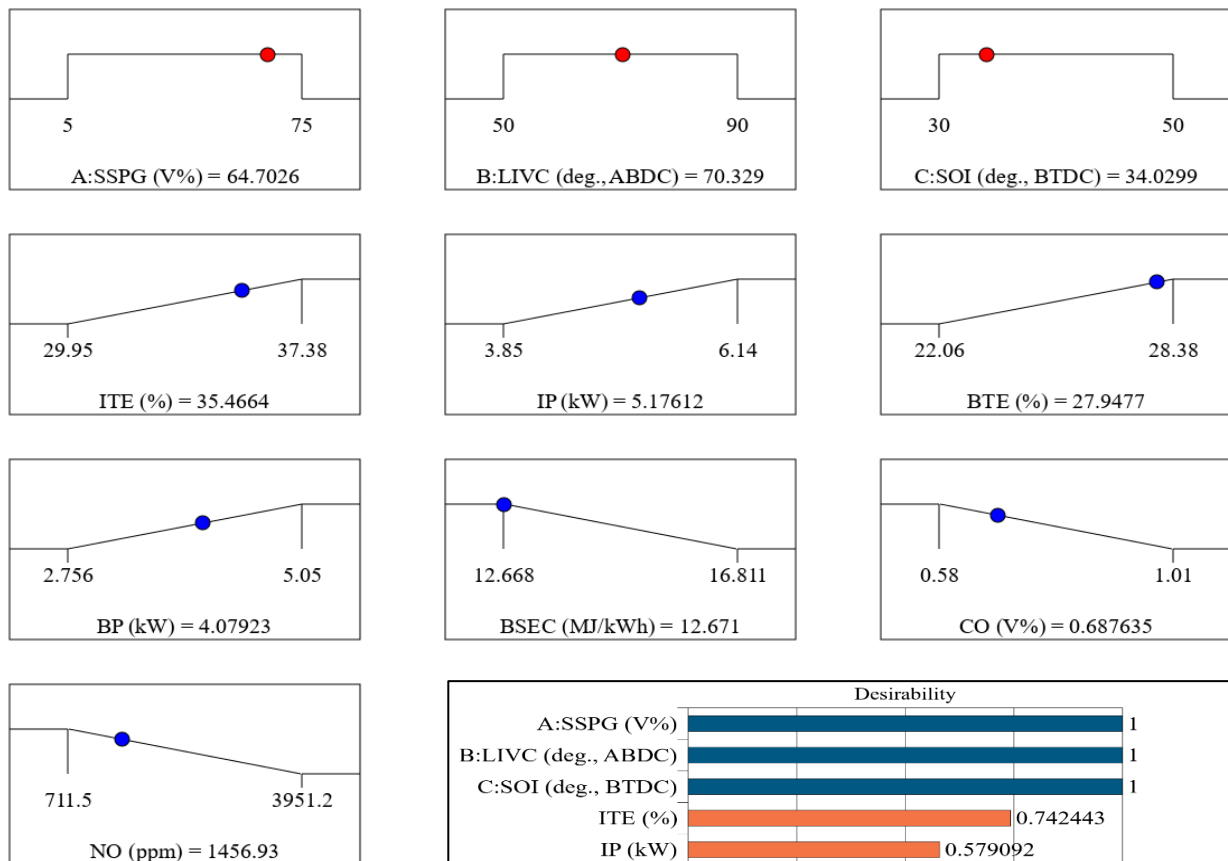 5 75
A:SSPG (V%) = 64.7026
50 90
B:LIVC (deg., ABDC) = 70.329
30 50
C:SOI (deg., BTDC) = 34.0299
29.95 37.38
ITE (%) = 35.4664
3.85 6.14
IP (kW) = 5.17612
22.06 28.38
BTE (%) = 27.9477
2.756 5.05
BP (kW) = 4.07923
12.668 16.811
BSEC (MJ/kWh) = 12.671
0.58 1.01
CO (V%) = 0.687635
711.5 3951.2
NO (ppm) = 1456.93
Desirability
A:SSPG (V%) 1
B:LIVC (deg., ABDC) 1
C:SOI (deg., BTDC) 1
ITE (%) 0.742443
IP (kW) 0.579092